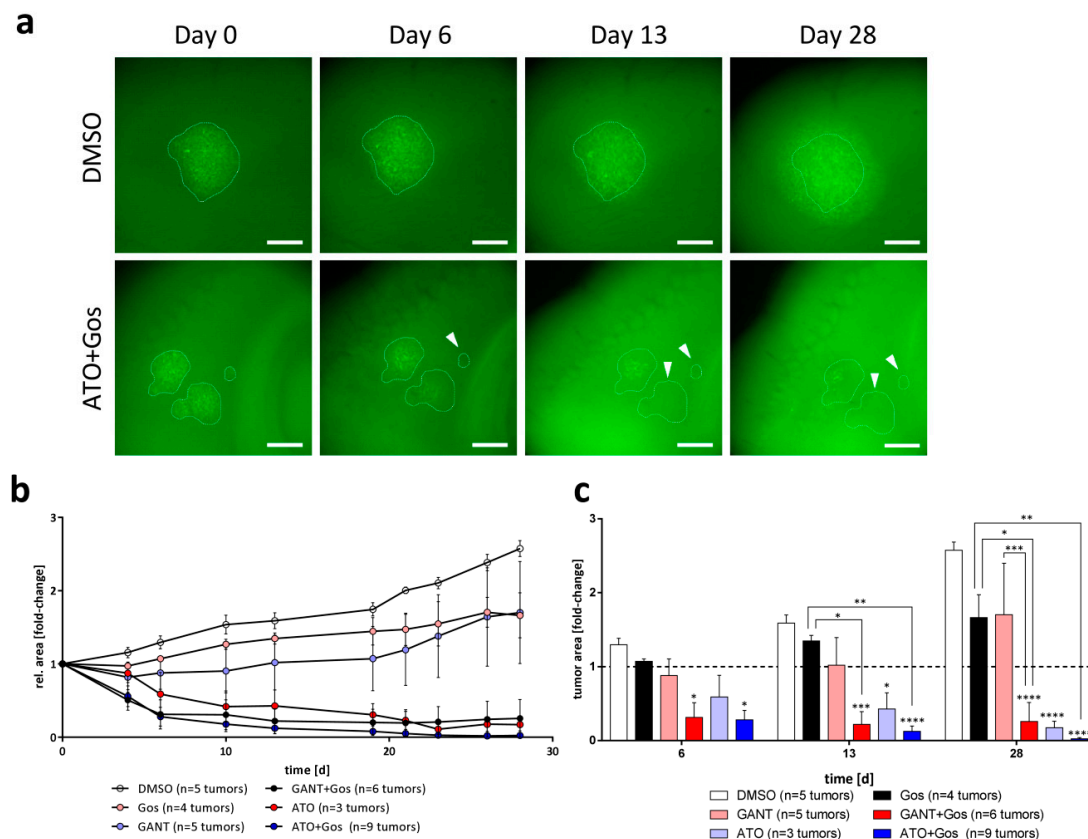 a
Day 0 Day 6 Day 13 Day 28
DMSO
ATO+Gos
b
rel. area [fold-change]
3
2
1
0
0 10 20 30
time [d]
DMSO (n=5 tumors) GANT+Gos (n=6 tumors)
Gos (n=4 tumors) ATO (n=3 tumors)
GANT (n=5 tumors) ATO+Gos (n=9 tumors)
c
tumor area [fold-change]
3
2
1
0
**
*
***
**
*
* * *** * **** **** **** ****
6 13 28
time [d]
DMSO (n=5 tumors) Gos (n=4 tumors)
GANT (n=5 tumors) GANT+Gos (n=6 tumors)
ATO (n=3 tumors) ATO+Gos (n=9 tumors)